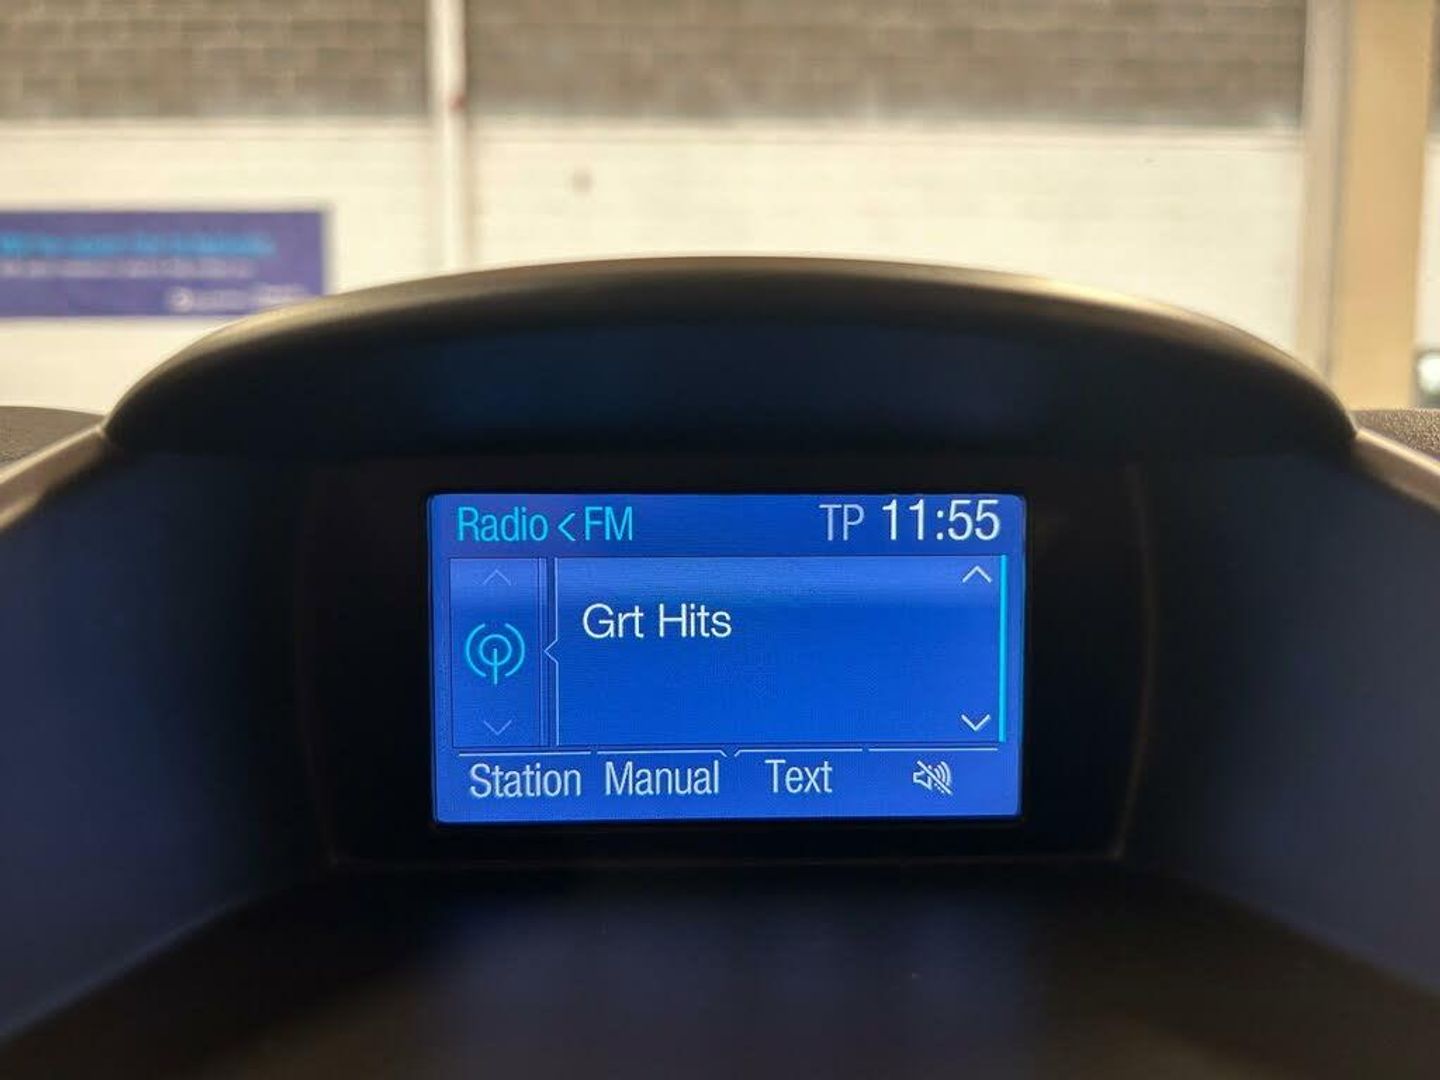 Radio < FM TP 11:55
Grt Hits
Station Manual Text